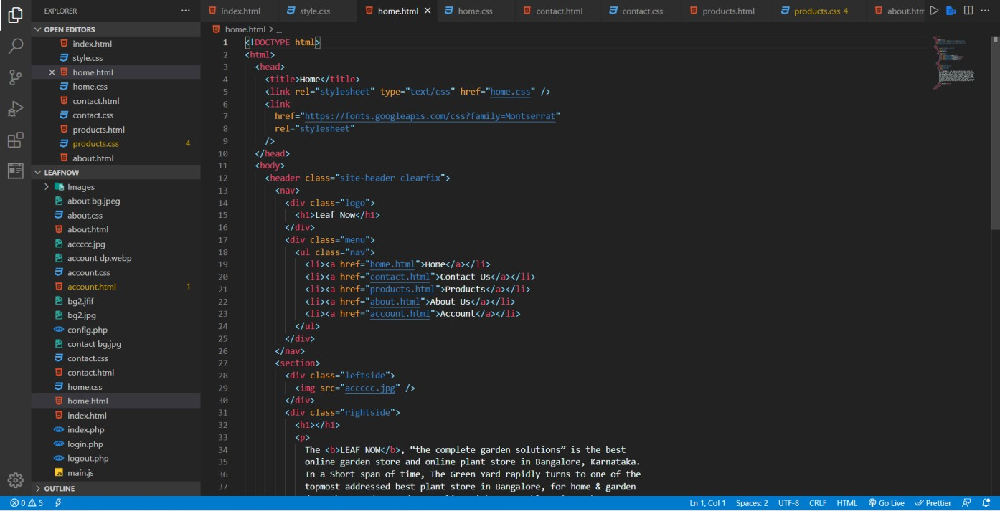 EXPLORER
OPEN EDITORS
index.html
style.css
home.html
home.css
contact.html
contact.css
products.html
products.css 4
about.html
LEAFNOW
Images
about bg.jpeg
about.css
about.html
accccc.jpg
account dp.webp
account.css
account.html 1
bg2.jfif
bg2.jpg
config.php
contact bg.jpg
contact.css
contact.html
home.css
home.html
index.html
index.php
login.php
logout.php
main.js
OUTLINE
index.html style.css home.html home.css contact.html contact.css products.html products.css 4 about.htm
home.html > ...
1 <!DOCTYPE html>
2 <html>
3 <head>
4 <title>Home</title>
5 <link rel="stylesheet" type="text/css" href="home.css" />
6 <link
7 href="https://fonts.googleapis.com/css?family=Montserrat"
8 rel="stylesheet"
9 />
10 </head>
11 <body>
12 <header class="site-header clearfix">
13 <nav>
14 <div class="logo">
15 <h1>Leaf Now</h1>
16 </div>
17 <div class="menu">
18 <ul class="nav">
19 <li><a href="home.html">Home</a></li>
20 <li><a href="contact.html">Contact Us</a></li>
21 <li><a href="products.html">Products</a></li>
22 <li><a href="about.html">About Us</a></li>
23 <li><a href="account.html">Account</a></li>
24 </ul>
25 </div>
26 </nav>
27 <section>
28 <div class="leftside">
29 <img src="accccc.jpg" />
30 </div>
31 <div class="rightside">
32 <h1></h1>
33 <p>
34 The <b>LEAF NOW</b>, “the complete garden solutions” is the best
35 online garden store and online plant store in Bangalore, Karnataka.
36 In a Short span of time, The Green Yard rapidly turns to one of the
37 topmost addressed best plant store in Bangalore, for home & garden
0 5
Ln 1, Col 1 Spaces: 2 UTF-8 CRLF HTML Go Live Prettier